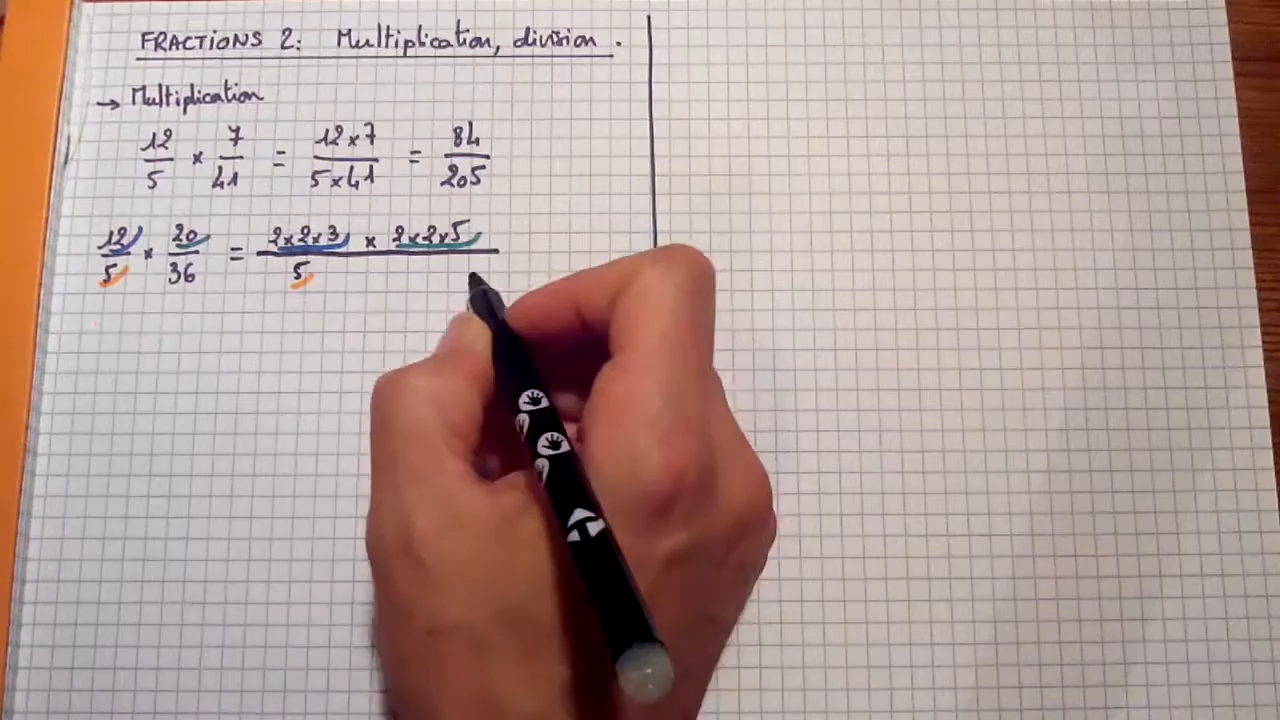 FRACTIONS 2: Multiplication, division.
→ Multiplication
12/5 × 7/41 = 12×7/5×41 = 84/205
12/5 × 20/36 = 2×2×3 × 2×2×5/5